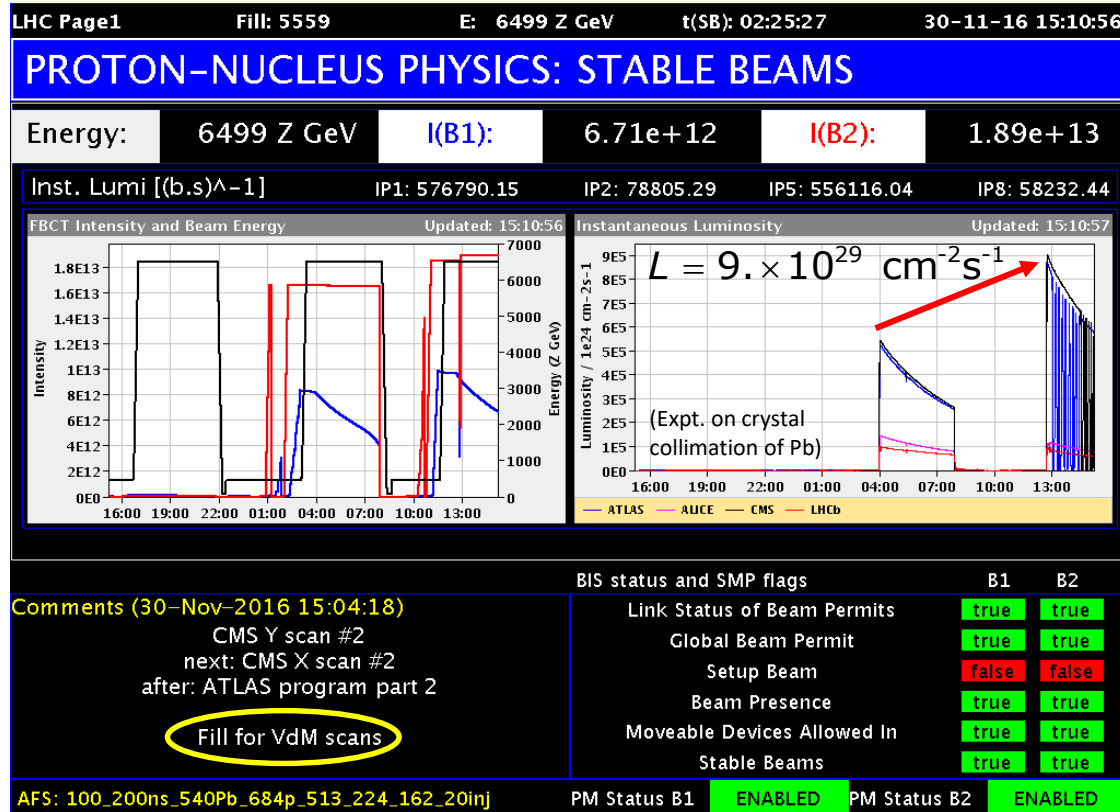 LHC Page1 Fill: 5559 E: 6499 Z GeV t(SB): 02:25:27 30-11-16 15:10:56
PROTON-NUCLEUS PHYSICS: STABLE BEAMS
Energy: 6499 Z GeV I(B1): 6.71e+12 I(B2): 1.89e+13
Inst. Lumi [(b.s)^-1] IP1: 576790.15 IP2: 78805.29 IP5: 556116.04 IP8: 58232.44
FBCT Intensity and Beam Energy Updated: 15:10:56
Intensity
1.8E13
1.6E13
1.4E13
1.2E13
1E13
8E12
6E12
4E12
2E12
0E0
7000
6000
5000
4000
3000
2000
1000
0
Energy (Z GeV)
16:00 19:00 22:00 01:00 04:00 07:00 10:00 13:00
Instantaneous Luminosity Updated: 15:10:57
L = 9. × 10^29 cm^-2 s^-1
Luminosity / 1e24 cm-2s-1
9E5
8E5
7E5
6E5
5E5
4E5
3E5
2E5
1E5
0E0
(Expt. on crystal
collimation of Pb)
16:00 19:00 22:00 01:00 04:00 07:00 10:00 13:00
ATLAS ALICE CMS LHCb
Comments (30-Nov-2016 15:04:18)
CMS Y scan #2
next: CMS X scan #2
after: ATLAS program part 2
Fill for VdM scans
BIS status and SMP flags B1 B2
Link Status of Beam Permits true true
Global Beam Permit true true
Setup Beam false false
Beam Presence true true
Moveable Devices Allowed In true true
Stable Beams true true
AFS: 100_200ns_540Pb_684p_513_224_162_20inj PM Status B1 ENABLED PM Status B2 ENABLED